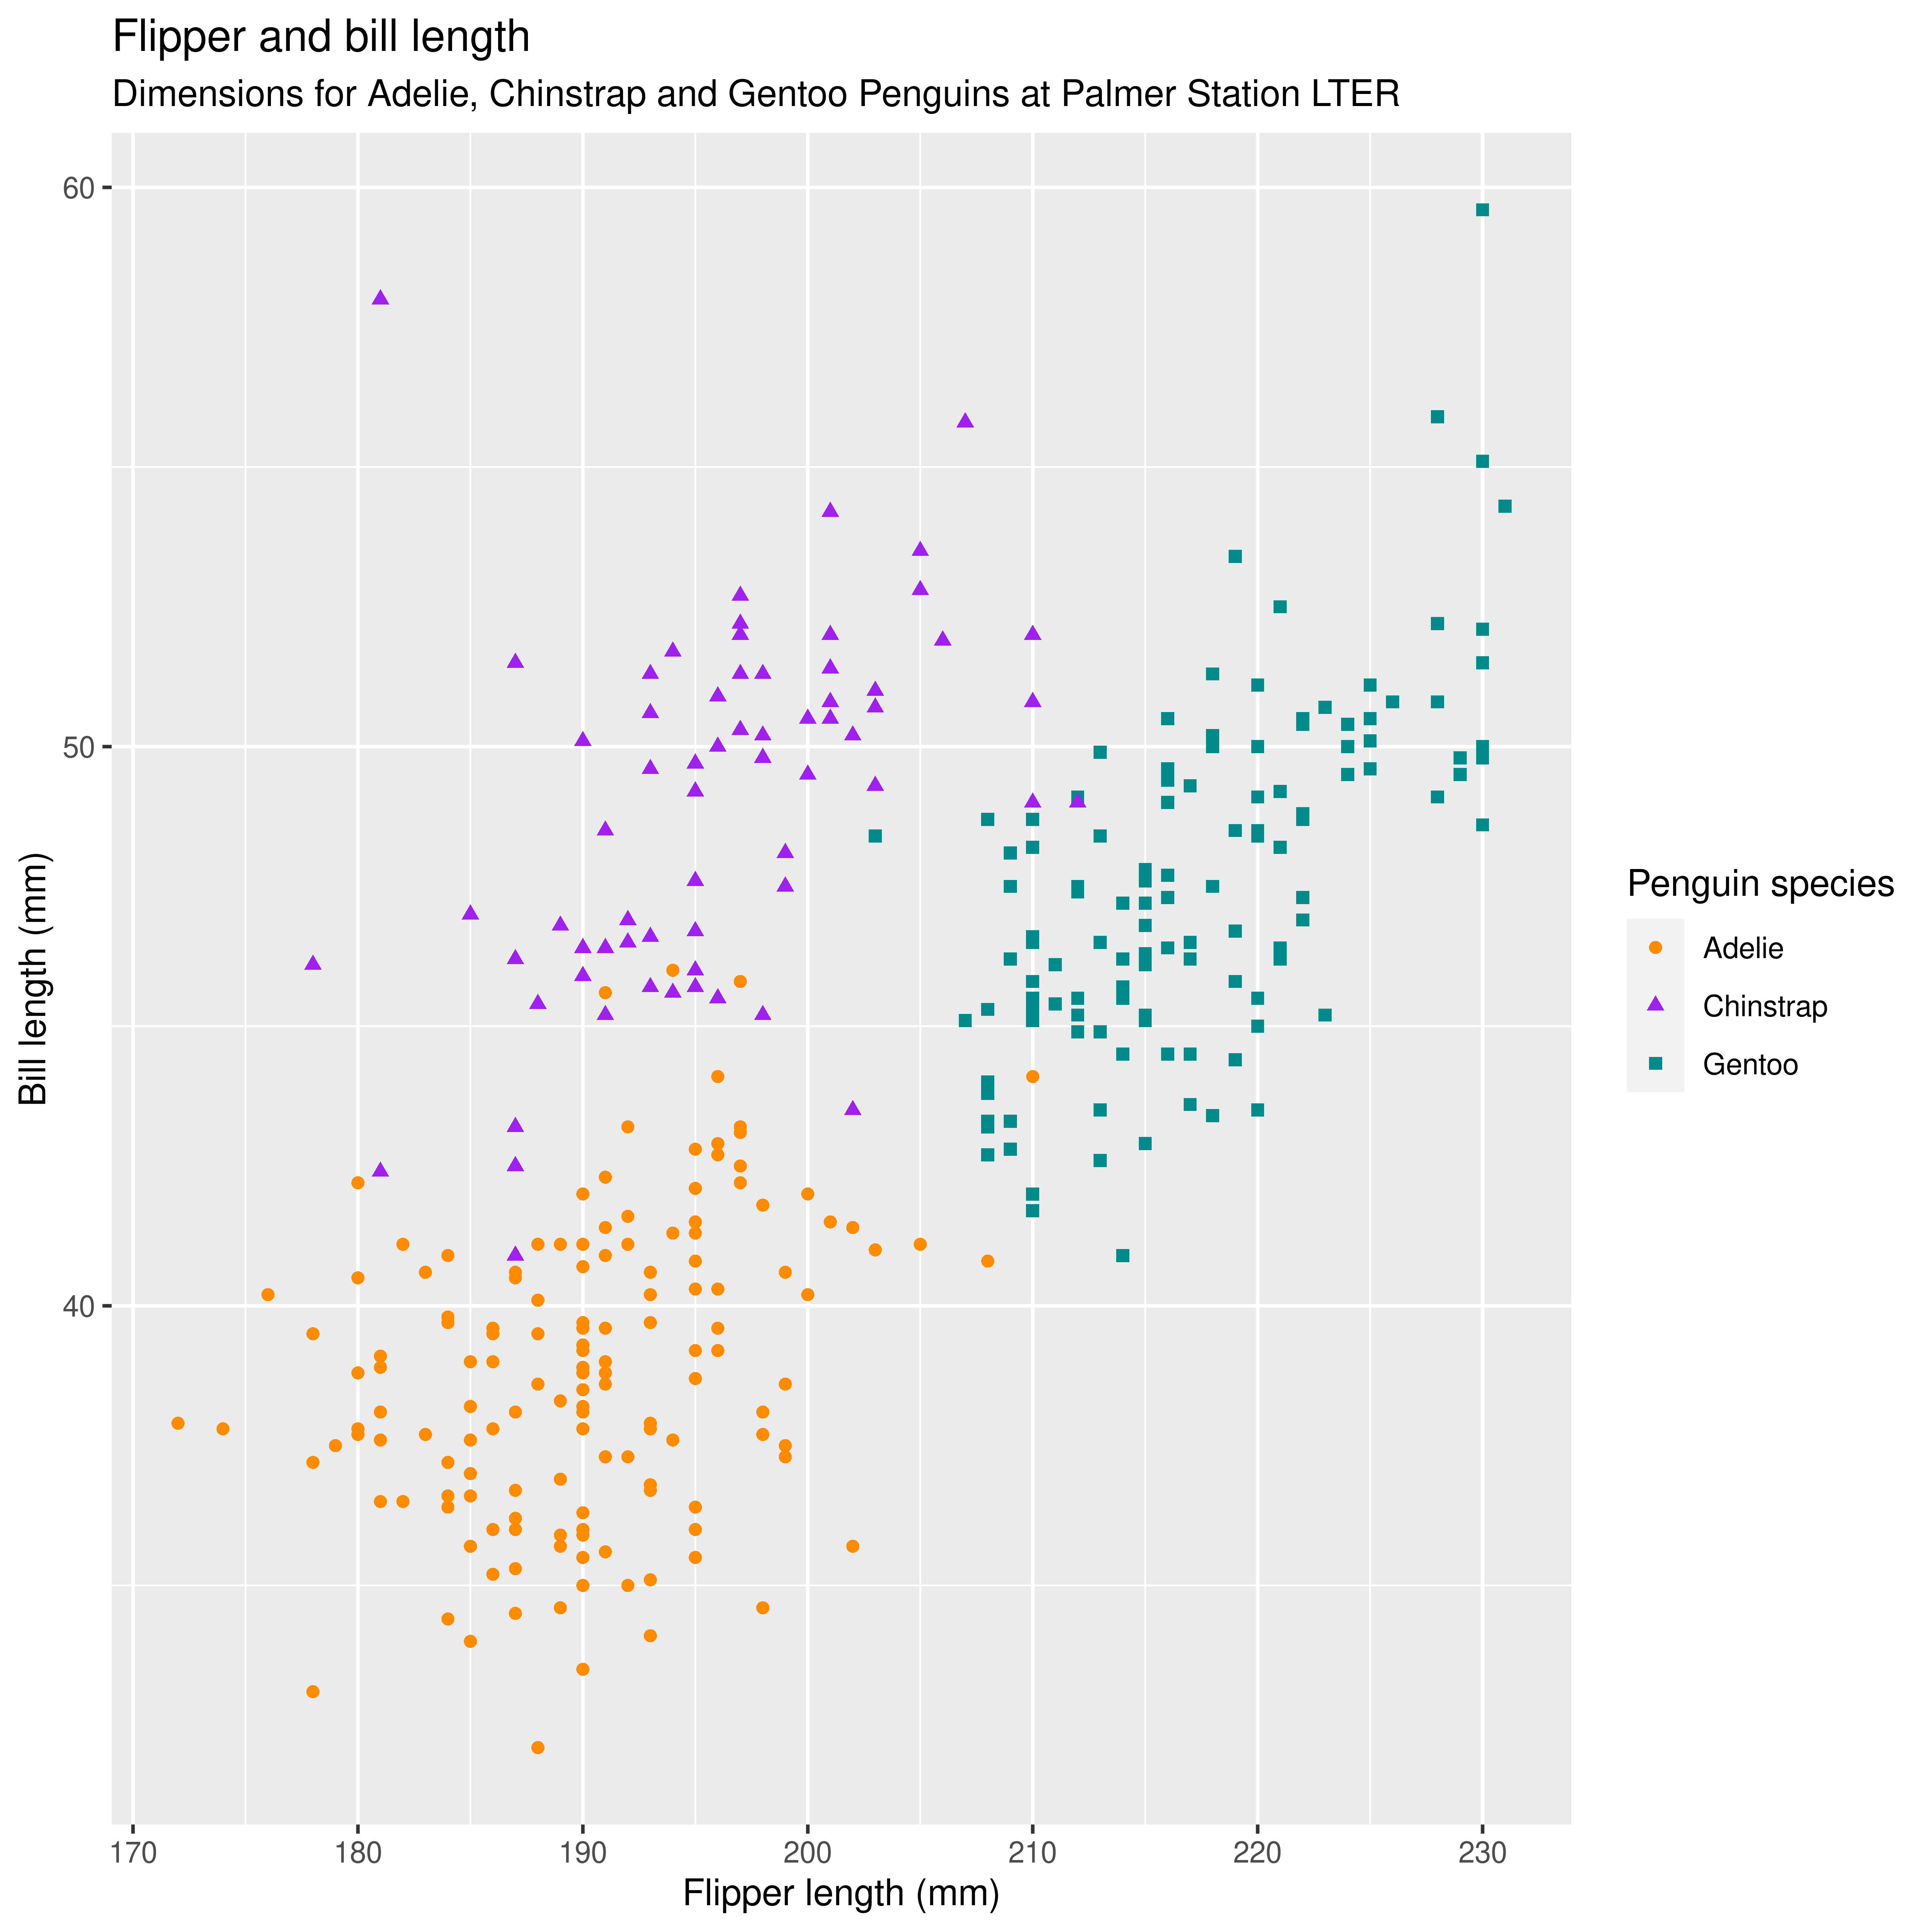 Flipper and bill length
Dimensions for Adelie, Chinstrap and Gentoo Penguins at Palmer Station LTER
60
50
40
Bill length (mm)
170 180 190 200 210 220 230
Flipper length (mm)
Penguin species
Adelie
Chinstrap
Gentoo